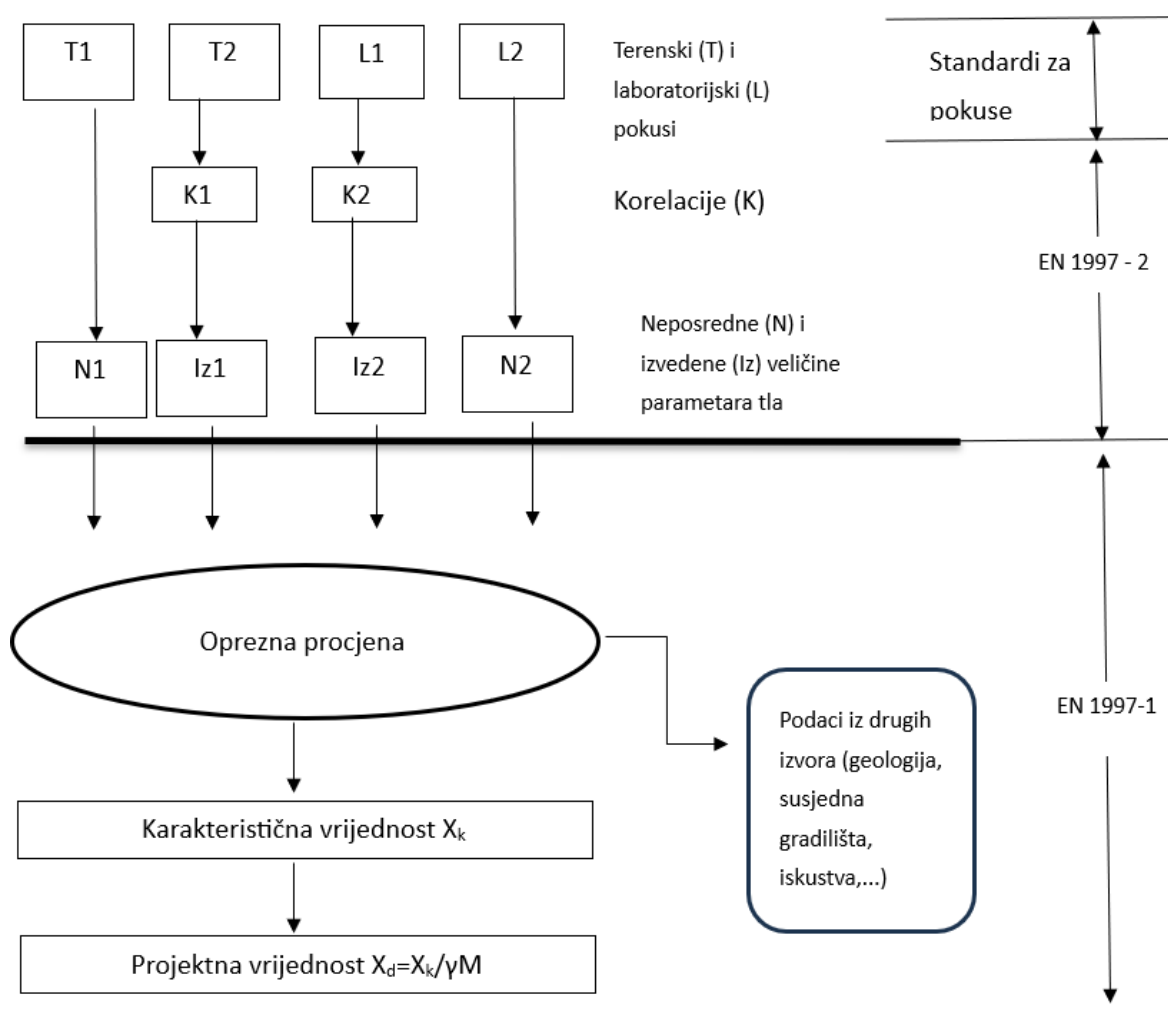 T1
T2
L1
L2
Terenski (T) i
laboratorijski (L)
pokusi
Standardi za
pokuse
K1
K2
Korelacije (K)
EN 1997 - 2
Neposredne (N) i
izvedene (Iz) veličine
parametara tla
N1
Iz1
Iz2
N2
Oprezna procjena
Podaci iz drugih
izvora (geologija,
susjedna
gradilišta,
iskustva,...)
EN 1997-1
Karakteristična vrijednost Xk
Projektna vrijednost Xd=Xk/γM